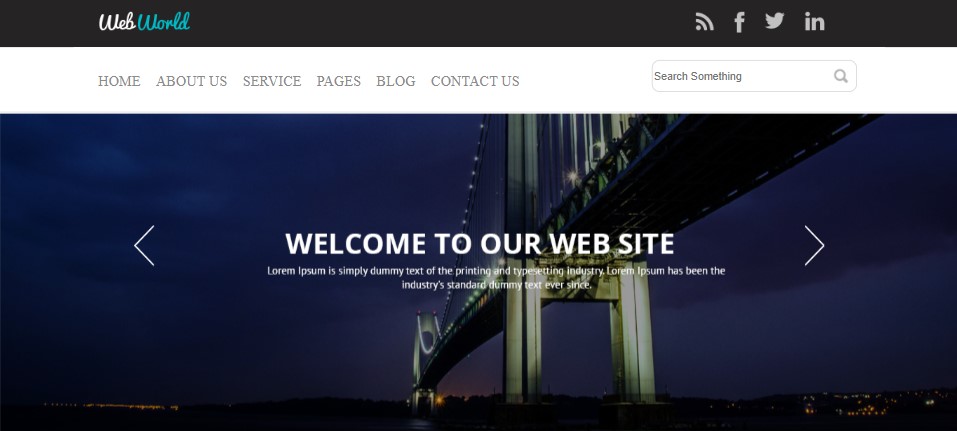 Web World
HOME ABOUT US SERVICE PAGES BLOG CONTACT US
Search Something
WELCOME TO OUR WEB SITE
Lorem Ipsum is simply dummy text of the printing and typesetting industry. Lorem Ipsum has been the
industry's standard dummy text ever since.